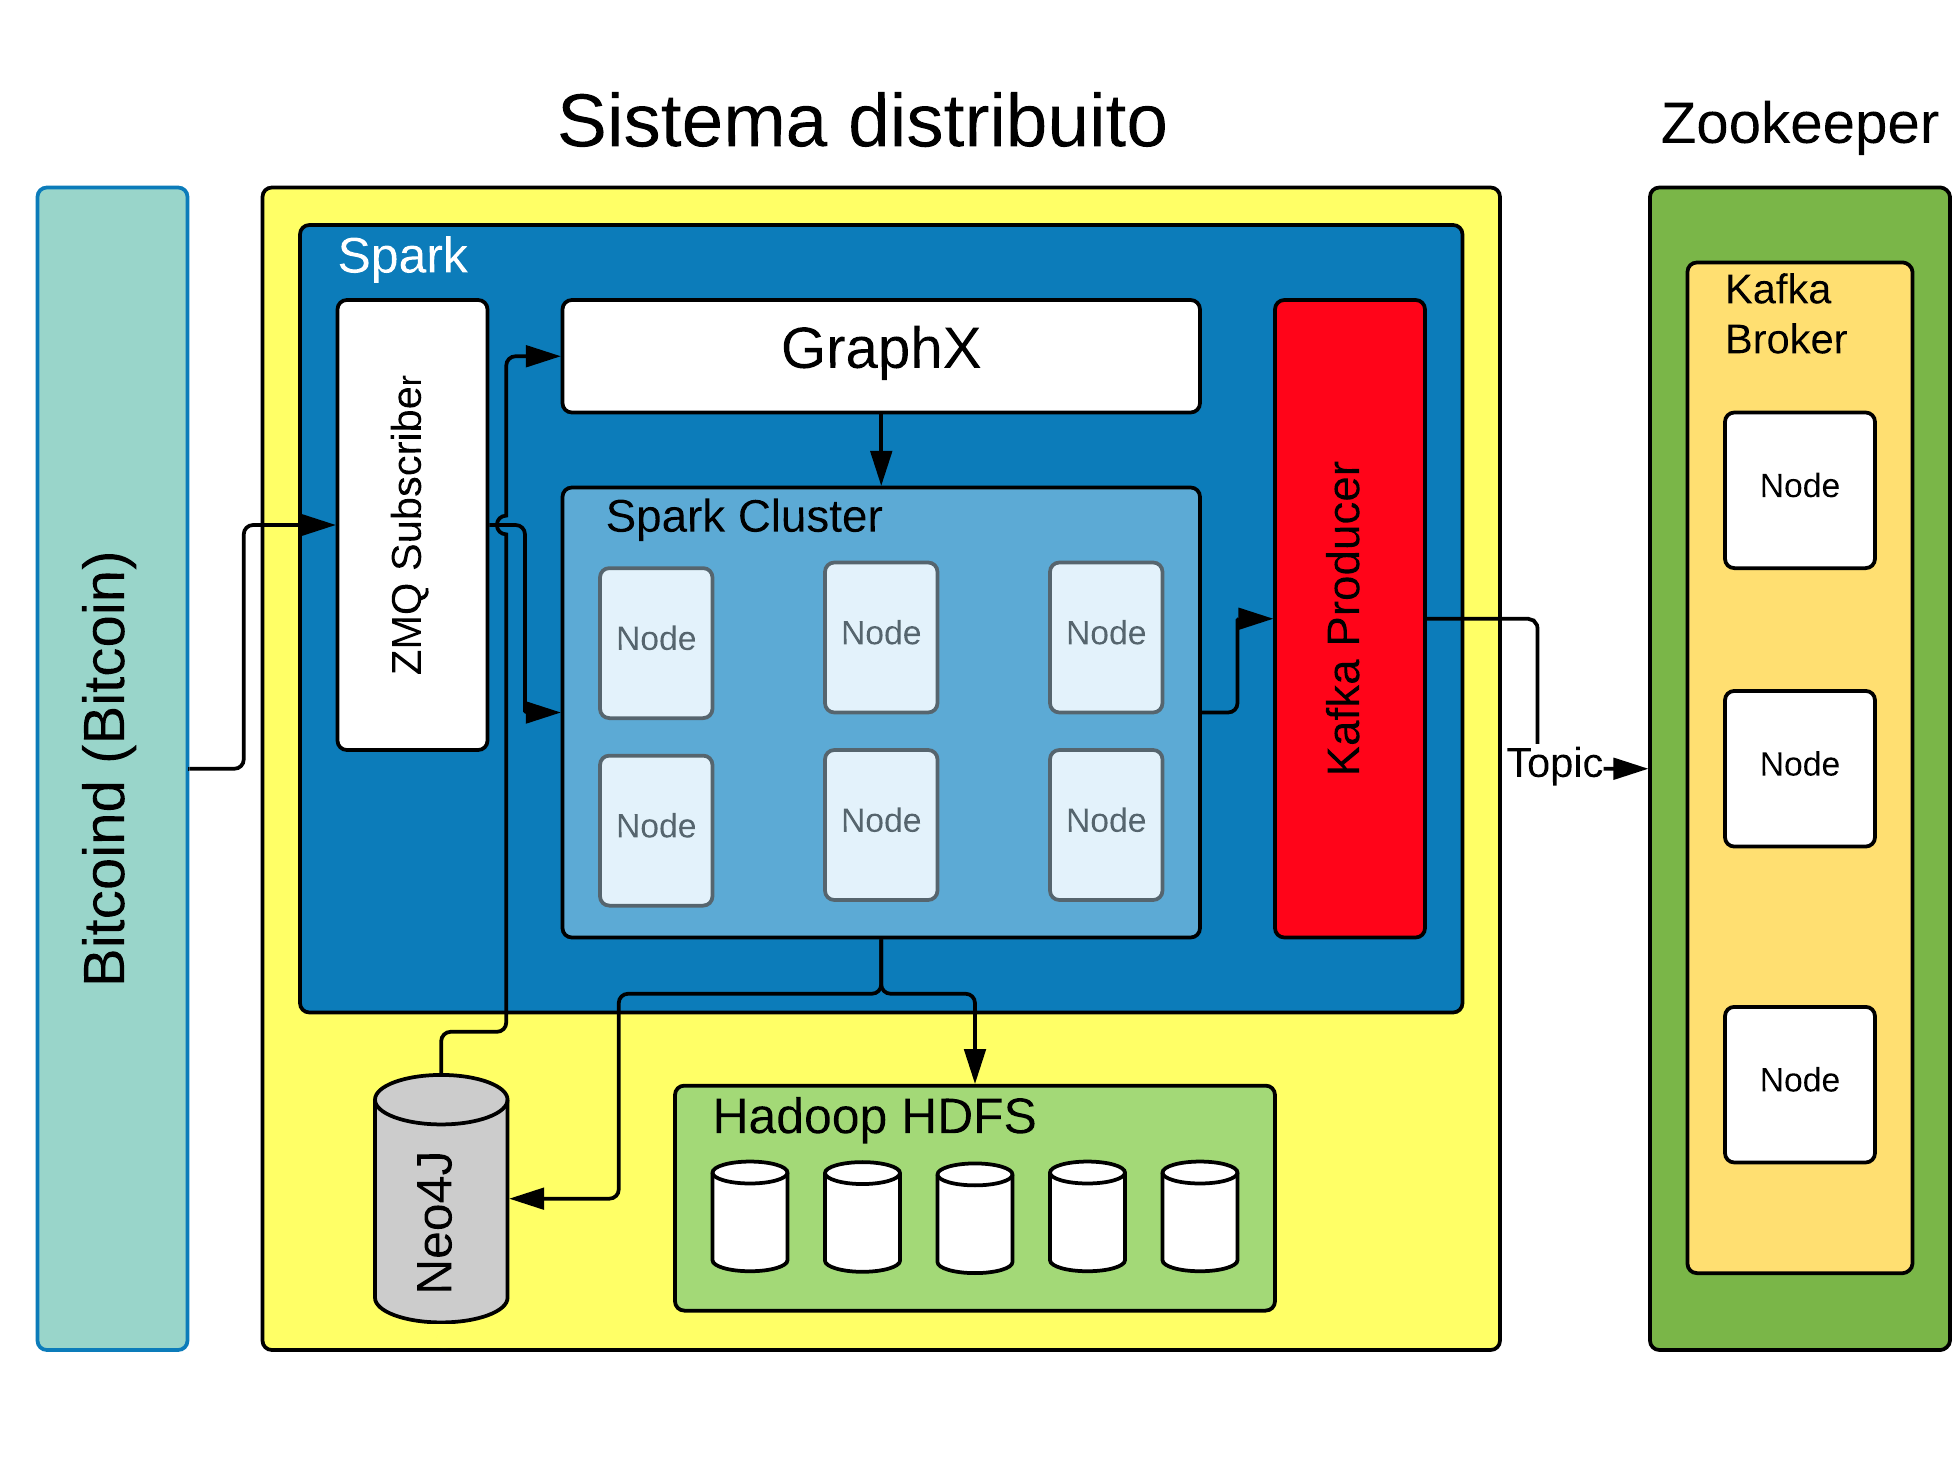 Sistema distribuito
Zookeeper
Bitcoind (Bitcoin)
Spark
ZMQ Subscriber
GraphX
Spark Cluster
Node
Node
Node
Node
Node
Node
Kafka Producer
Topic
Kafka
Broker
Node
Node
Node
Neo4J
Hadoop HDFS